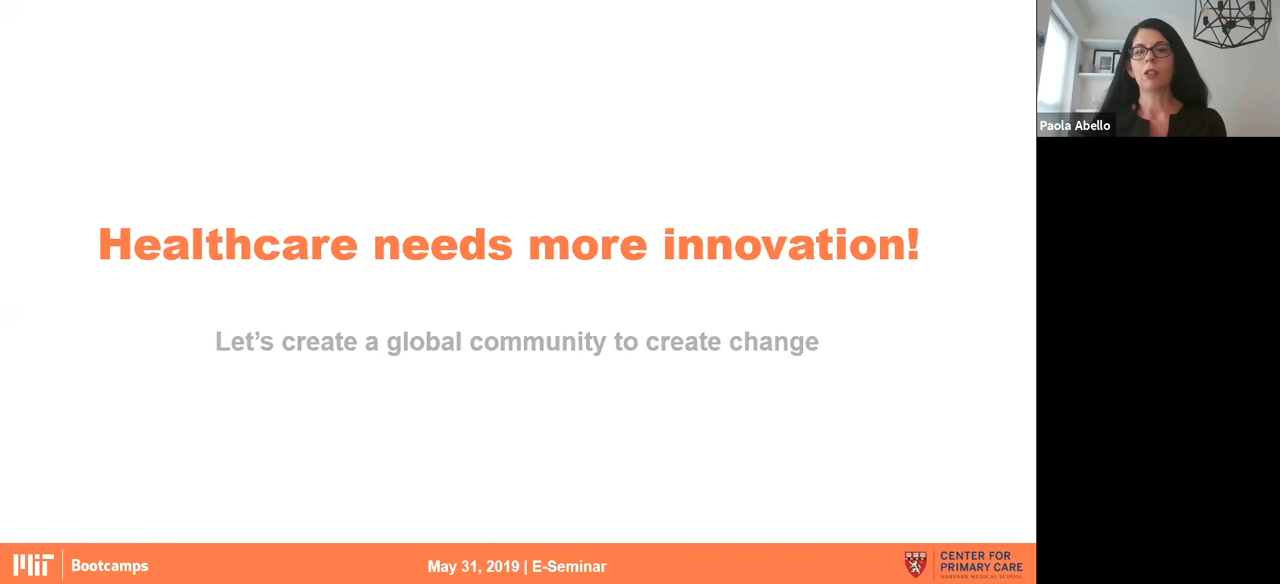 Healthcare needs more innovation!
Let’s create a global community to create change
Paola Abello
MIT
Bootcamps
May 31, 2019 | E-Seminar
CENTER FOR
PRIMARY CARE
HARVARD MEDICAL SCHOOL